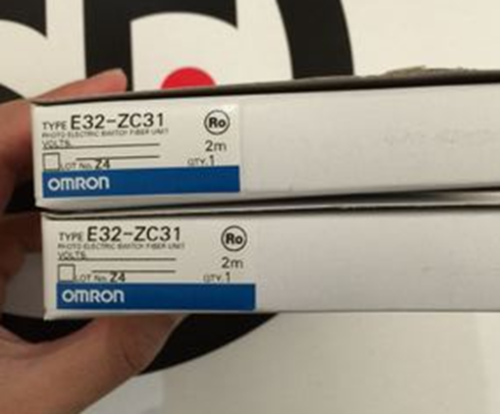 TYPE E32-ZC31 Ro
PHOTO ELECTRIC SWITCH FIBER UNIT
VOLTS.
2m
LOT No. Z4 QTY. 1
OMRON
TYPE E32-ZC31 Ro
PHOTO ELECTRIC SWITCH FIBER UNIT
VOLTS.
2m
LOT No. Z4 QTY. 1
OMRON